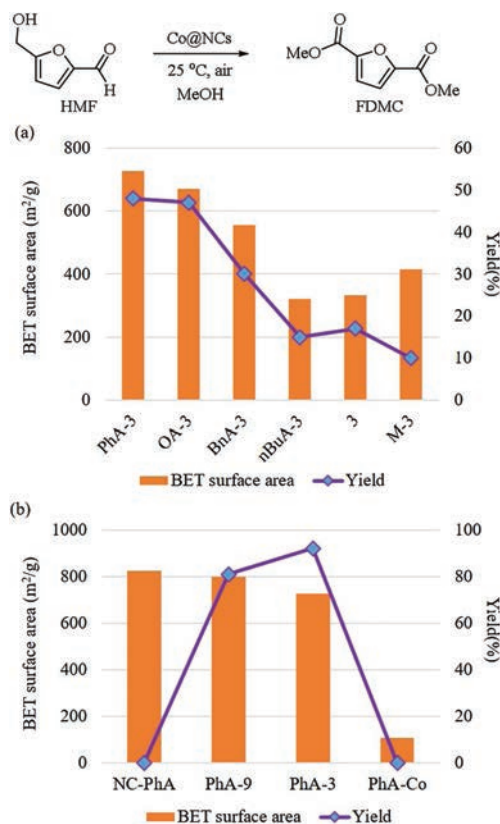 HO
O
O
H
HMF
Co@NCs
25 °C, air
MeOH
MeO
O
O
O
OMe
FDMC
(a)
800
600
400
200
0
BET surface area (m²/g)
60
50
40
30
20
10
0
Yield(%)
PhA-3
OA-3
BnA-3
nBuA-3
3
M-3
BET surface area
Yield
(b)
1000
800
600
400
200
0
BET surface area (m²/g)
100
80
60
40
20
0
Yield(%)
NC-PhA
PhA-9
PhA-3
PhA-Co
BET surface area
Yield